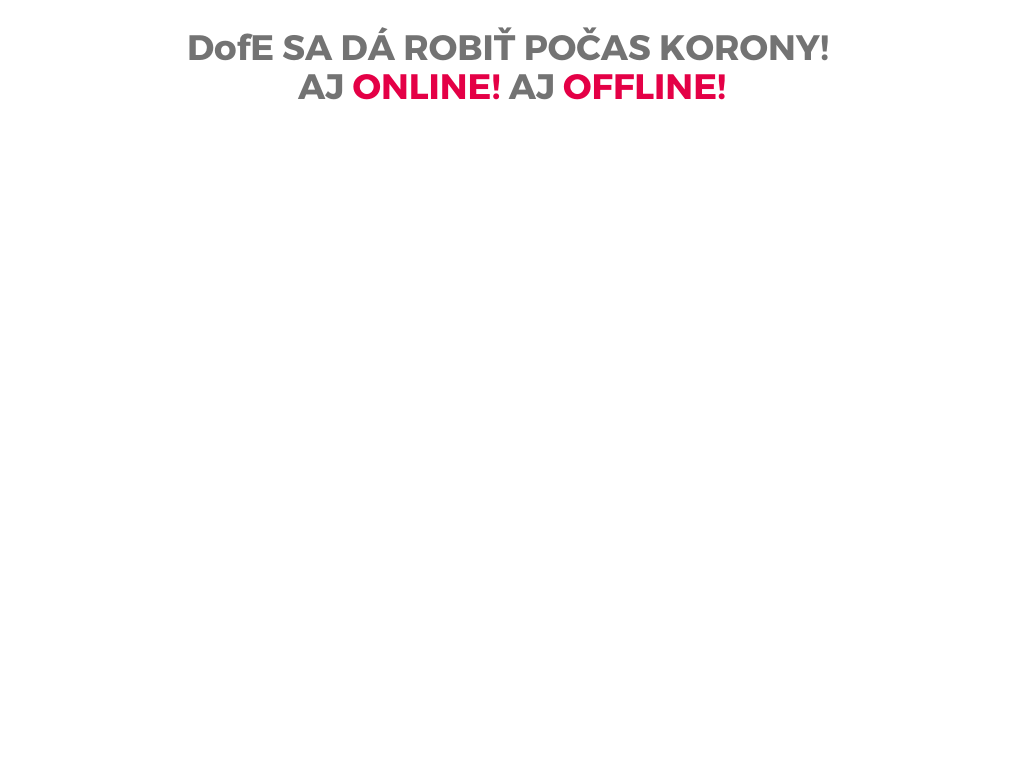 DofE SA DÁ ROBIŤ POČAS KORONY!
AJ ONLINE! AJ OFFLINE!